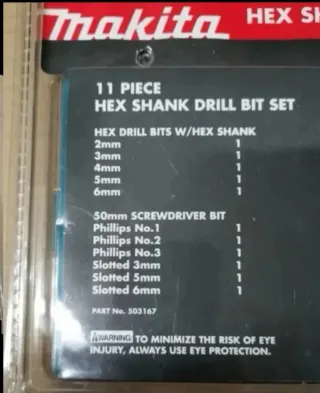 makita HEX SH
11 PIECE
HEX SHANK DRILL BIT SET
HEX DRILL BITS W/HEX SHANK
2mm 1
3mm 1
4mm 1
5mm 1
6mm 1
50mm SCREWDRIVER BIT
Phillips No.1 1
Phillips No.2 1
Phillips No.3 1
Slotted 3mm 1
Slotted 5mm 1
Slotted 6mm 1
PART No. 503167
WARNING: TO MINIMIZE THE RISK OF EYE
INJURY, ALWAYS USE EYE PROTECTION.